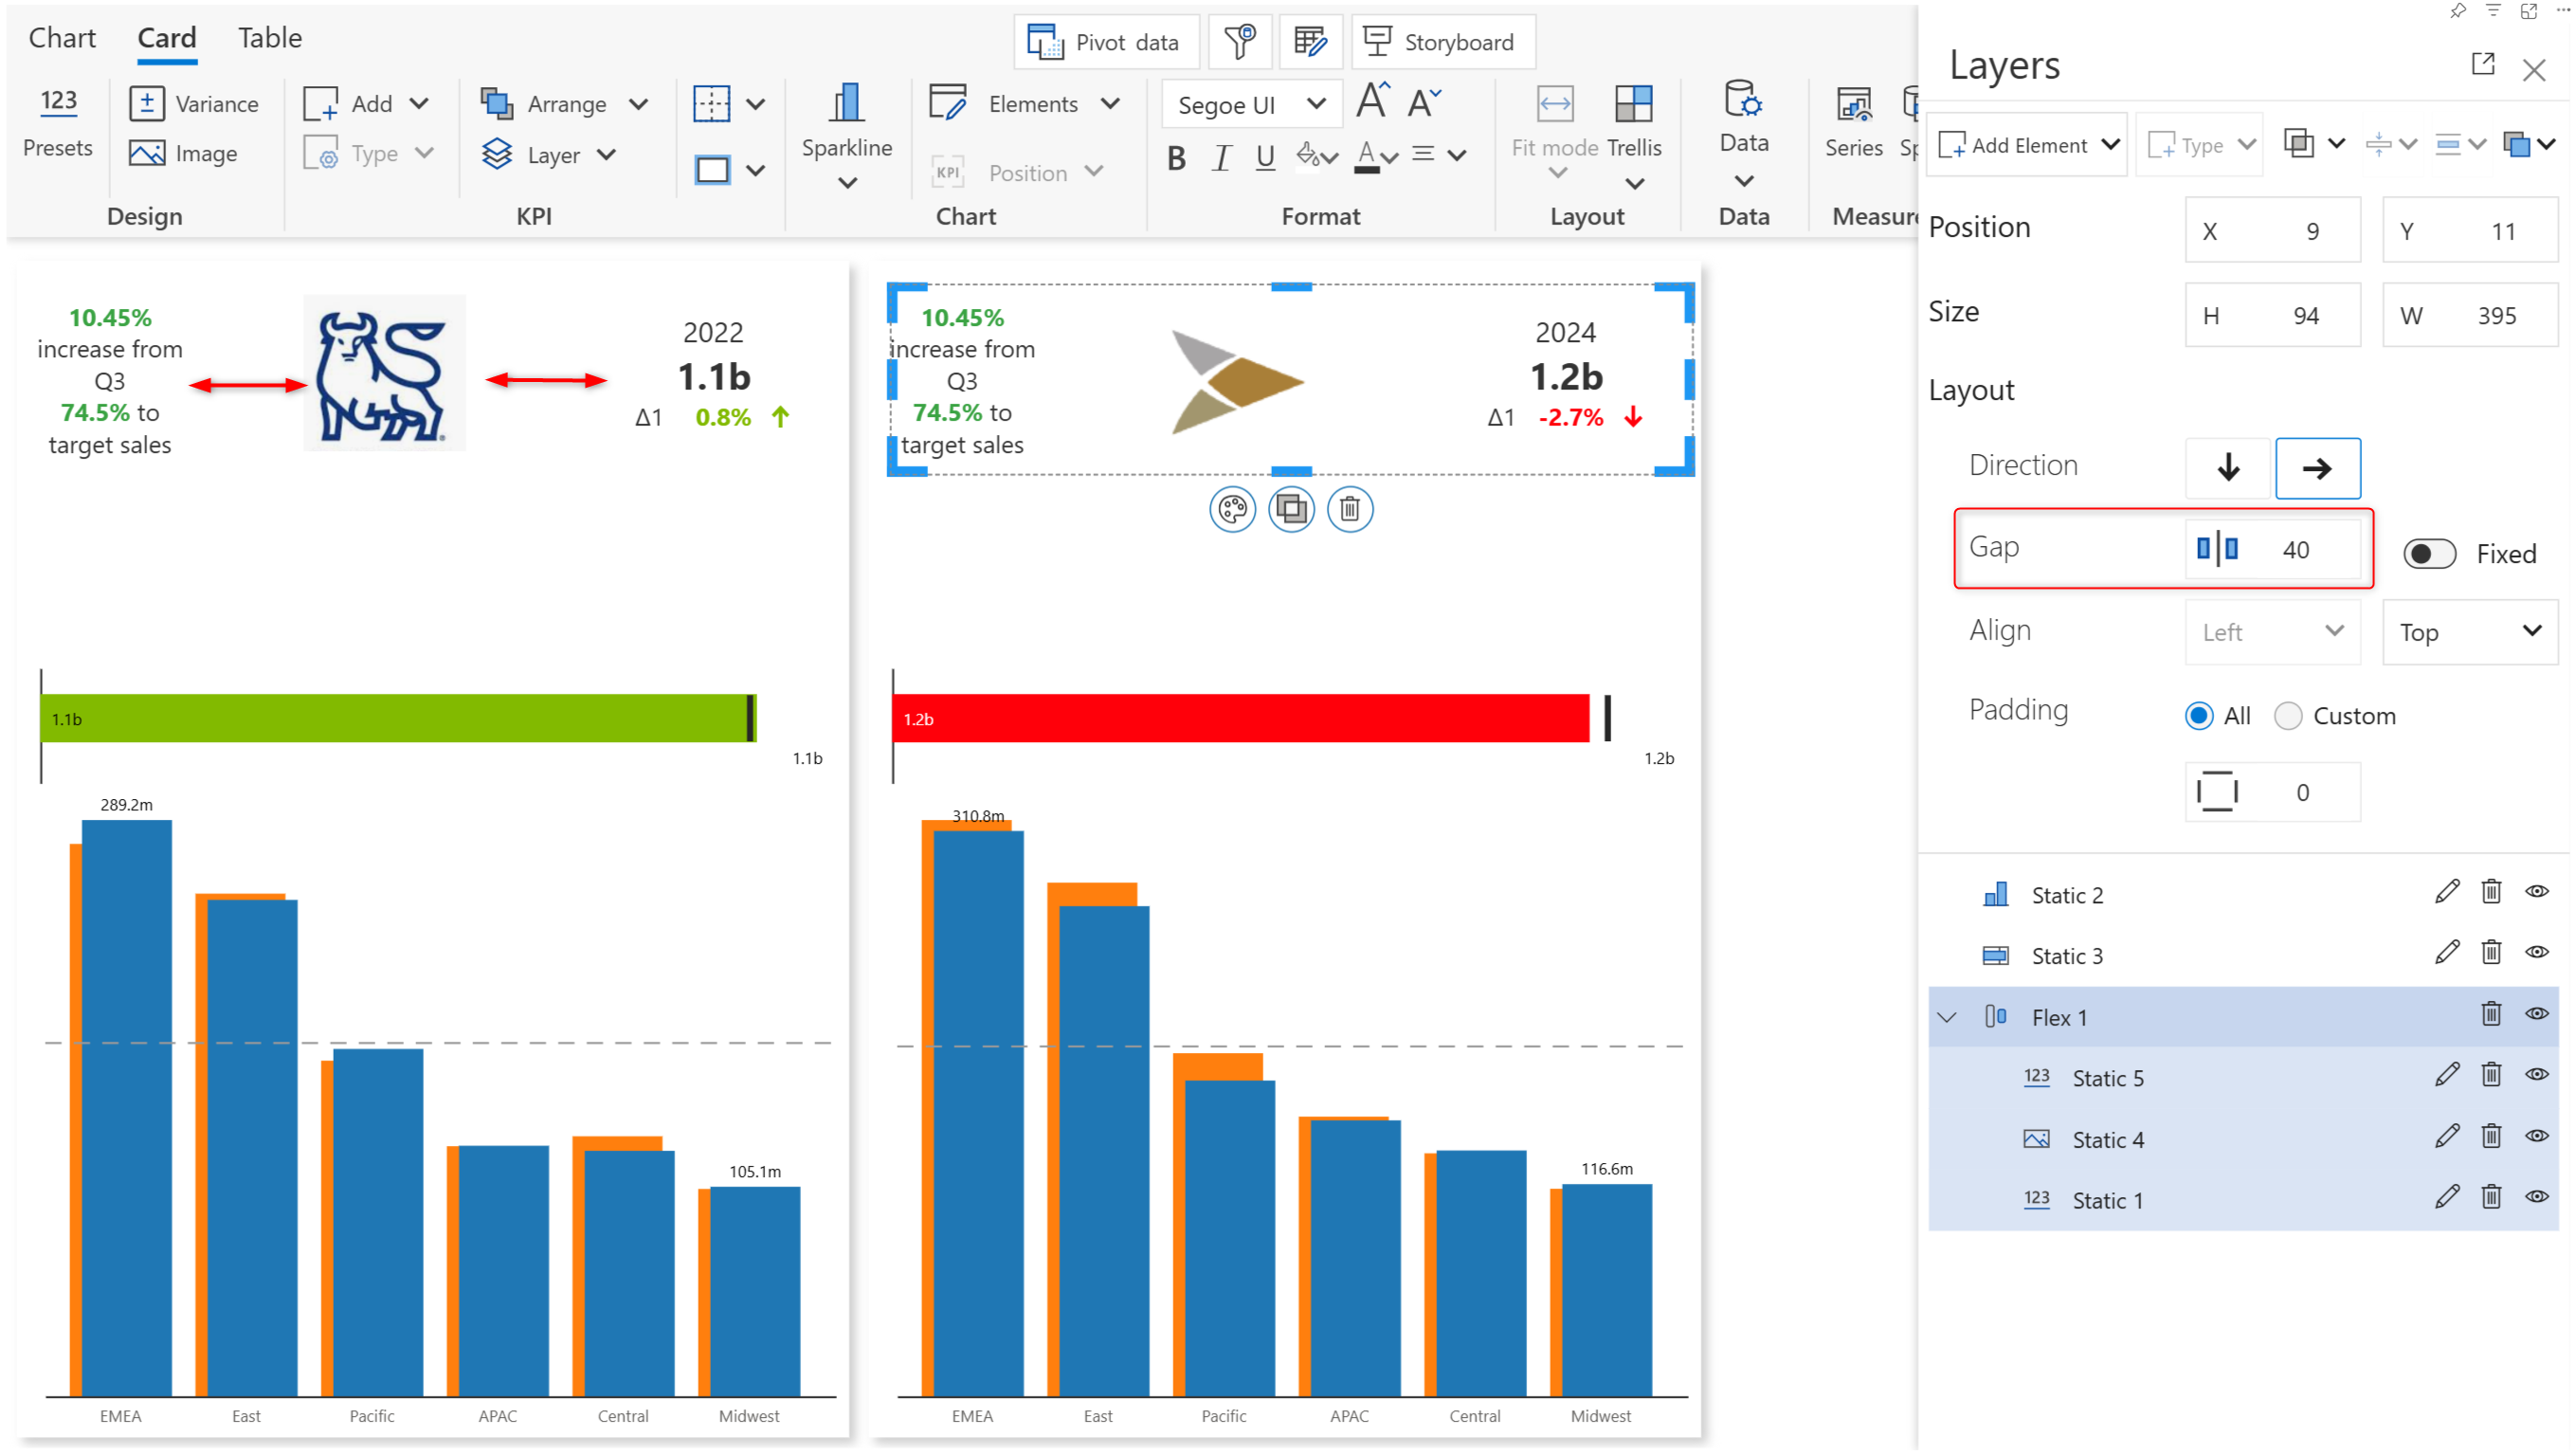 Chart Card Table
Pivot data Storyboard
123 Presets
Variance
Image
Design
Add
Type
Arrange
Layer
KPI
Sparkline
Elements
KPI Position
Chart
Segoe UI A A
B I U A
Format
Fit mode Trellis
Layout
Data
Data
Series
Measure
10.45%
increase from
Q3
74.5% to
target sales
2022
1.1b
Δ1 0.8%
10.45%
increase from
Q3
74.5% to
target sales
2024
1.2b
Δ1 -2.7%
1.1b
1.1b
1.2b
1.2b
289.2m
105.1m
EMEA East Pacific APAC Central Midwest
310.8m
116.6m
EMEA East Pacific APAC Central Midwest
Layers
Add Element Type
Position X 9 Y 11
Size H 94 W 395
Layout
Direction
Gap 40 Fixed
Align Left Top
Padding All Custom
0
Static 2
Static 3
Flex 1
123 Static 5
Static 4
123 Static 1